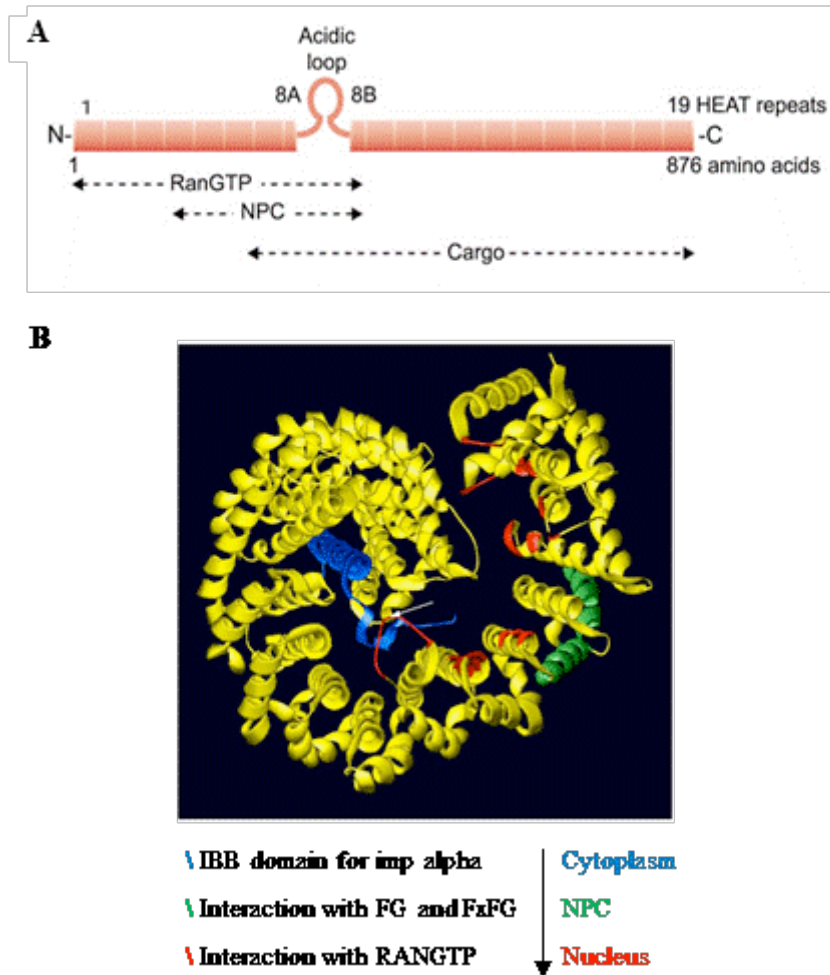 A
Acidic
loop
8A 8B
1 19 HEAT repeats
N- -C
1 876 amino acids
RanGTP
NPC
Cargo
B
\ IBB domain for imp alpha Cytoplasm
\ Interaction with FG and FxFG NPC
\ Interaction with RANGTP Nucleus